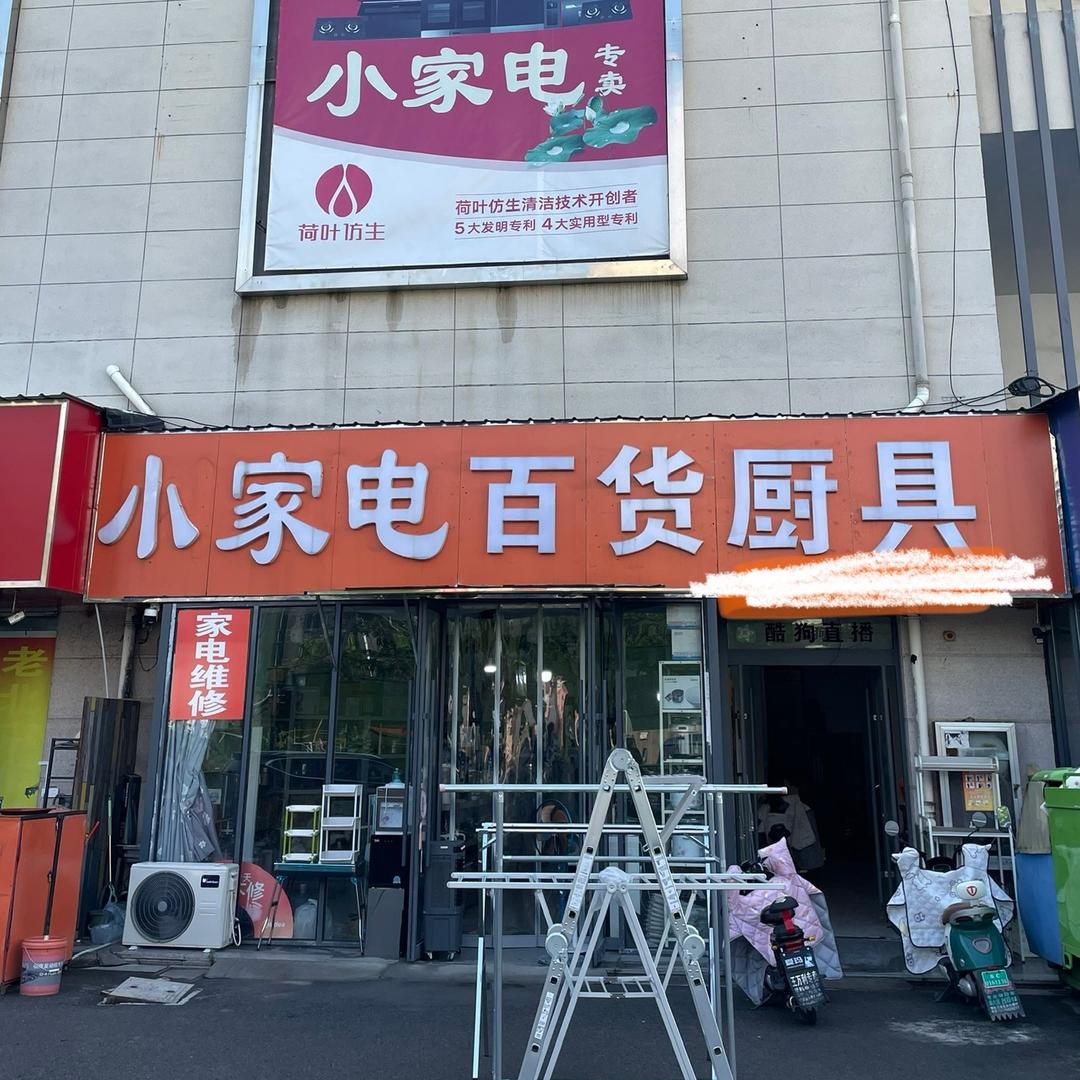 小家电专卖
荷叶仿生
荷叶仿生清洁技术开创者
5大发明专利 4大实用型专利
小家电百货厨具
家电维修
酷狗直播
老